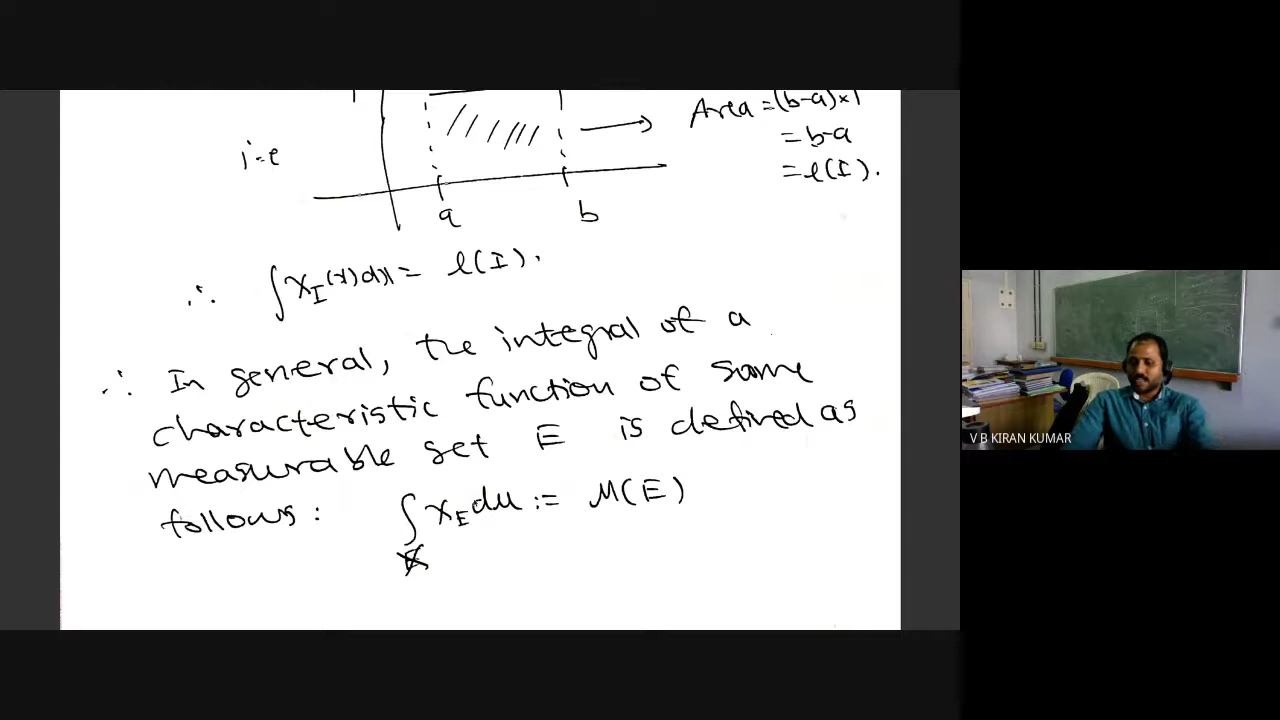 Area = (b-a)×1
= b-a
= l(I).
i.e
a
b
∴ ∫χ_I(x)dx = l(I).
∴ In general, the integral of a
characteristic function of some
measurable set E is defined as
follows: ∫χ_E dμ := μ(E)
V B KIRAN KUMAR